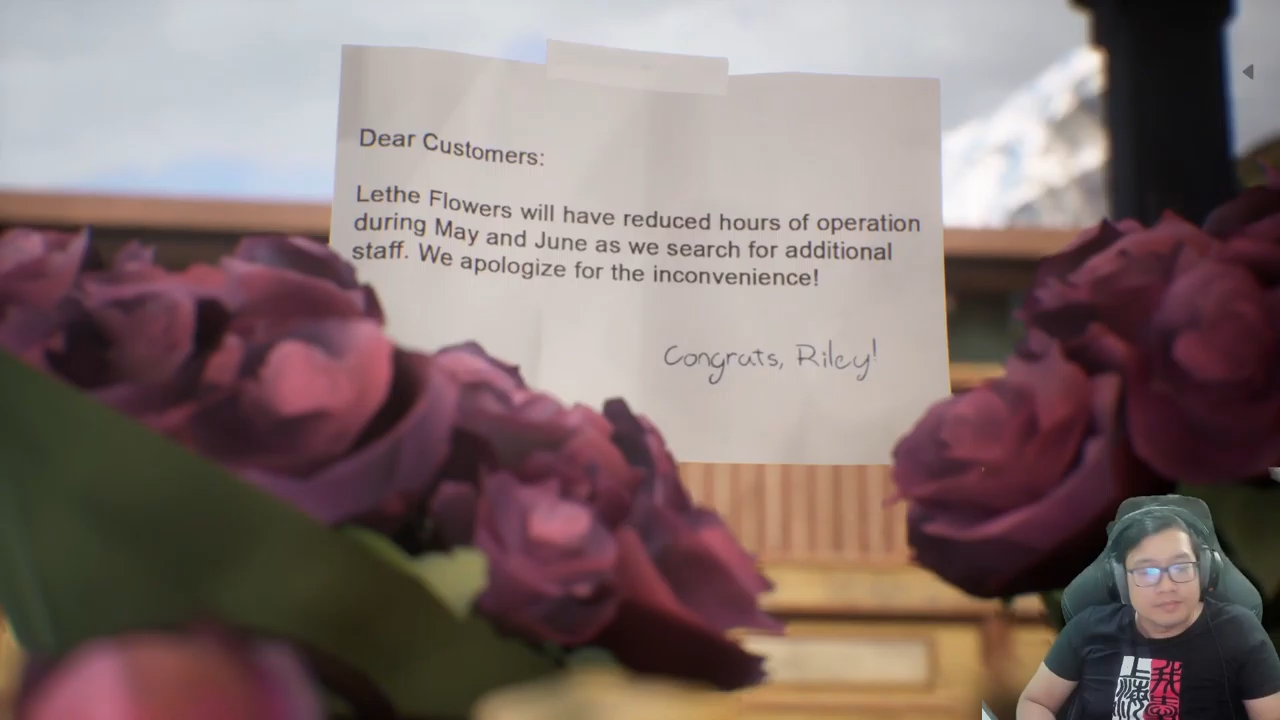 Dear Customers:
Lethe Flowers will have reduced hours of operation
during May and June as we search for additional
staff. We apologize for the inconvenience!
Congrats, Riley!